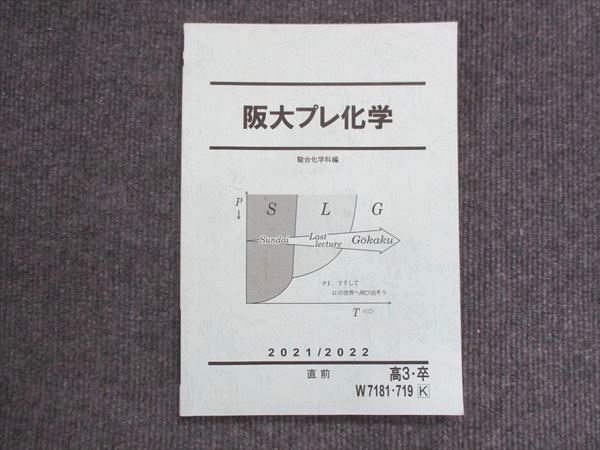 阪大プレ化学
駿台化学科編
P
↓
S L G
Sundai Last lecture Gokaku
P↓、T↑して
Gの世界へ飛び出そう
T ⇨
2021/2022
直前
高3・卒
W7181・719 K